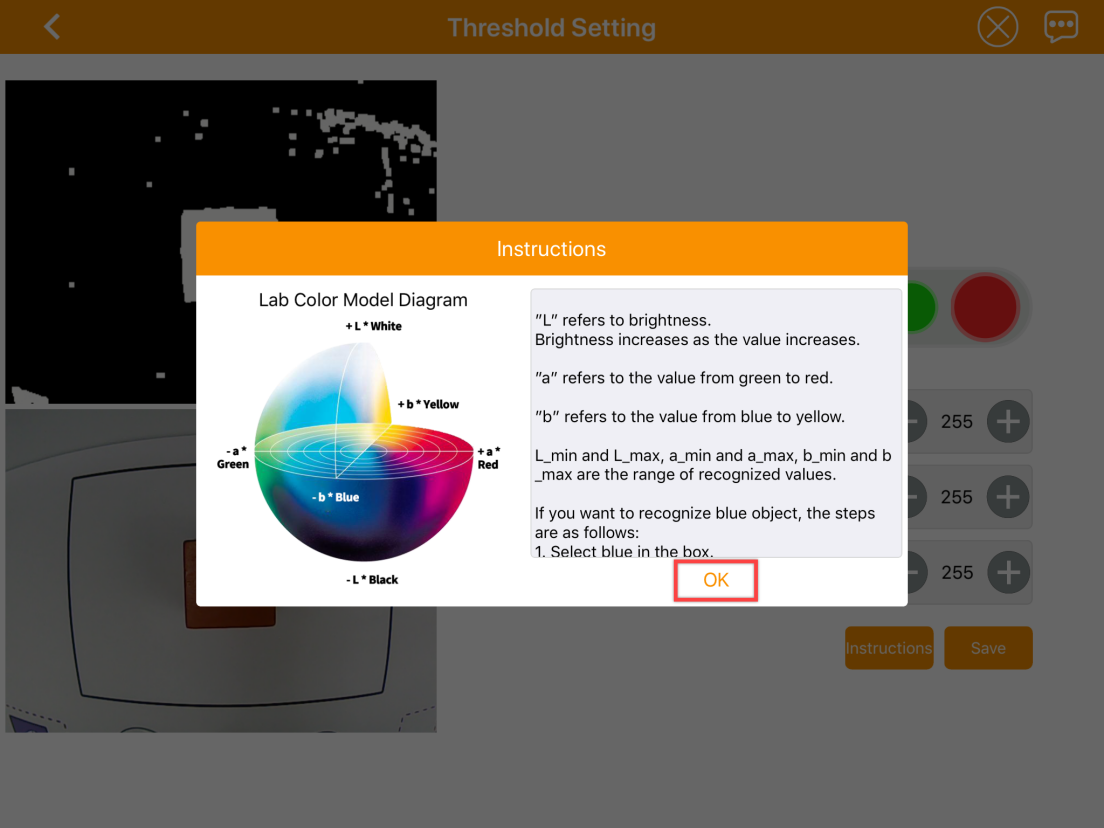 Threshold Setting
Instructions
Lab Color Model Diagram
+ L * White
+ b * Yellow
- a *
Green
+ a *
Red
- b * Blue
- L * Black
"L" refers to brightness.
Brightness increases as the value increases.
"a" refers to the value from green to red.
"b" refers to the value from blue to yellow.
L_min and L_max, a_min and a_max, b_min and b
_max are the range of recognized values.
If you want to recognize blue object, the steps
are as follows:
1. Select blue in the box.
OK
255
255
255
Instructions
Save